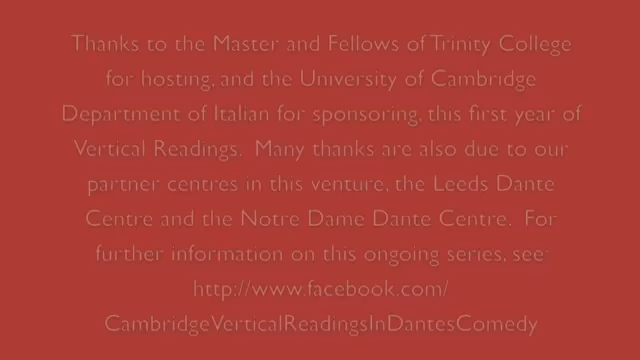 Thanks to the Master and Fellows of Trinity College
for hosting, and the University of Cambridge
Department of Italian for sponsoring, this first year of
Vertical Readings.  Many thanks are also due to our
partner centres in this venture, the Leeds Dante
Centre and the Notre Dame Dante Centre.  For
further information on this ongoing series, see
http://www.facebook.com/
CambridgeVerticalReadingsInDantesComedy